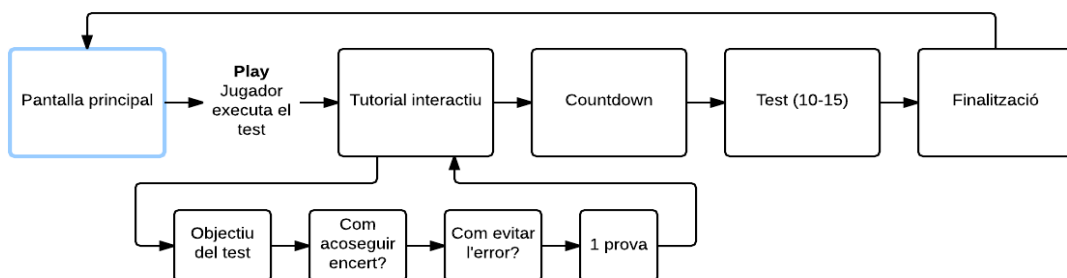 Pantalla principal
Play
Jugador
executa el
test
Tutorial interactiu
Countdown
Test (10-15)
Finalització
Objectiu
del test
Com
acoseguir
encert?
Com evitar
l'error?
1 prova